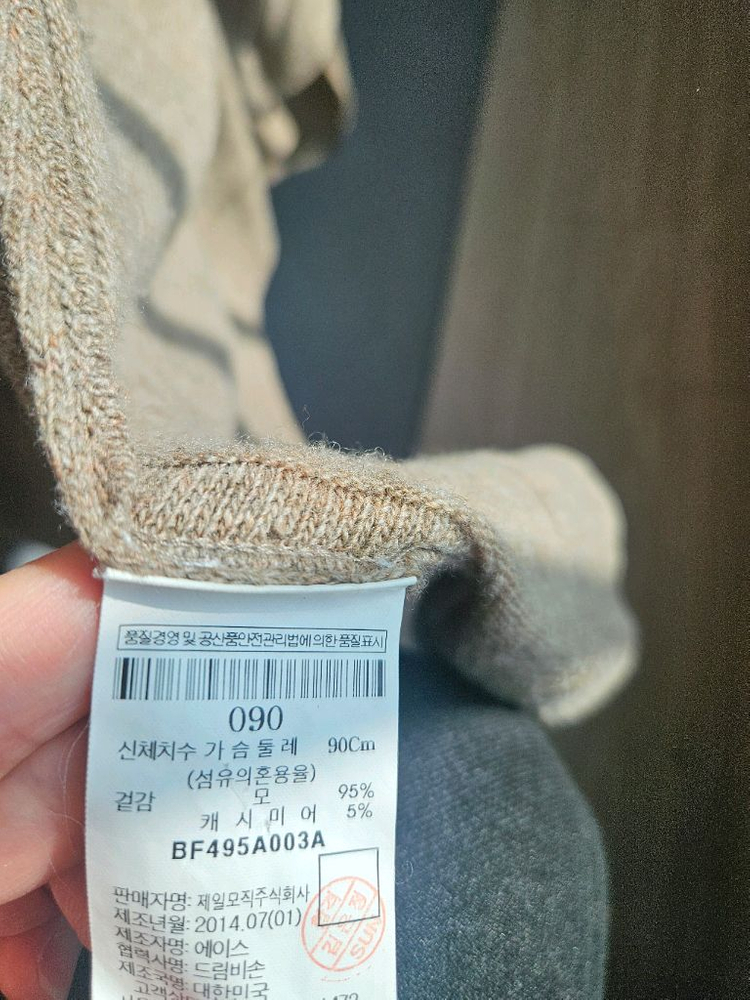 품질경영 및 공산품안전관리법에 의한 품질표시
090
신체치수 가슴둘레 90Cm
(섬유의혼용율)
겉감 모 95%
캐시미어 5%
BF495A003A
판매자명: 제일모직주식회사
제조년월: 2014.07(01)
제조자명: 에이스
협력사명: 드림비손
제조국명: 대한민국
SUN